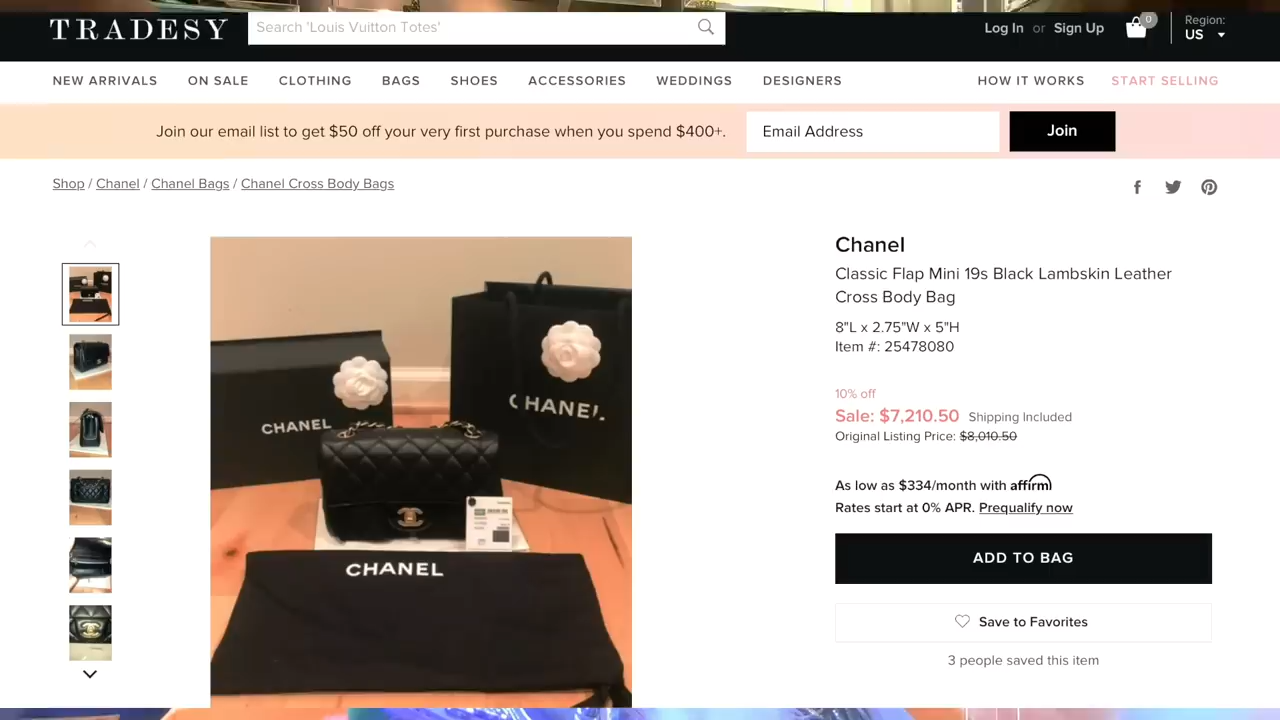 TRADESY
Search 'Louis Vuitton Totes'
Log In or Sign Up
0
Region:
US
NEW ARRIVALS
ON SALE
CLOTHING
BAGS
SHOES
ACCESSORIES
WEDDINGS
DESIGNERS
HOW IT WORKS
START SELLING
Join our email list to get $50 off your very first purchase when you spend $400+.
Email Address
Join
Shop / Chanel / Chanel Bags / Chanel Cross Body Bags
CHANEL
CHANEL
CHANEL
Chanel
Classic Flap Mini 19s Black Lambskin Leather
Cross Body Bag
8"L x 2.75"W x 5"H
Item #: 25478080
10% off
Sale: $7,210.50 Shipping Included
Original Listing Price: $8,010.50
As low as $334/month with affirm
Rates start at 0% APR. Prequalify now
ADD TO BAG
Save to Favorites
3 people saved this item